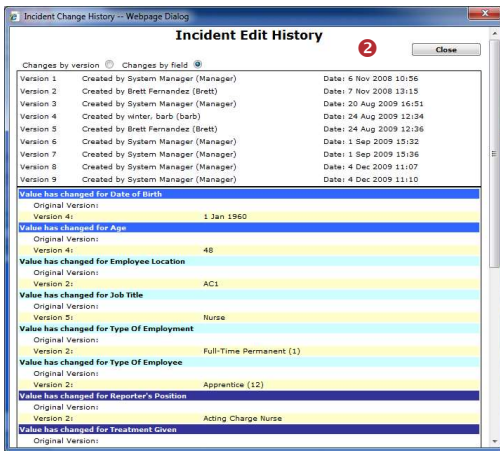 Incident Change History -- Webpage Dialog
Incident Edit History
2
Close
Changes by version Changes by field
Version 1 Created by System Manager (Manager) Date: 6 Nov 2008 10:56
Version 2 Created by Brett Fernandez (Brett) Date: 7 Nov 2008 13:15
Version 3 Created by System Manager (Manager) Date: 20 Aug 2009 16:51
Version 4 Created by winter, barb (barb) Date: 24 Aug 2009 12:34
Version 5 Created by Brett Fernandez (Brett) Date: 24 Aug 2009 12:36
Version 6 Created by System Manager (Manager) Date: 1 Sep 2009 15:32
Version 7 Created by System Manager (Manager) Date: 1 Sep 2009 15:36
Version 8 Created by System Manager (Manager) Date: 4 Dec 2009 11:07
Version 9 Created by System Manager (Manager) Date: 4 Dec 2009 11:10
Value has changed for Date of Birth
Original Version:
Version 4: 1 Jan 1960
Value has changed for Age
Original Version:
Version 4: 48
Value has changed for Employee Location
Original Version:
Version 2: AC1
Value has changed for Job Title
Original Version:
Version 5: Nurse
Value has changed for Type Of Employment
Original Version:
Version 2: Full-Time Permanent (1)
Value has changed for Type Of Employee
Original Version:
Version 2: Apprentice (12)
Value has changed for Reporter's Position
Original Version:
Version 2: Acting Charge Nurse
Value has changed for Treatment Given
Original Version: